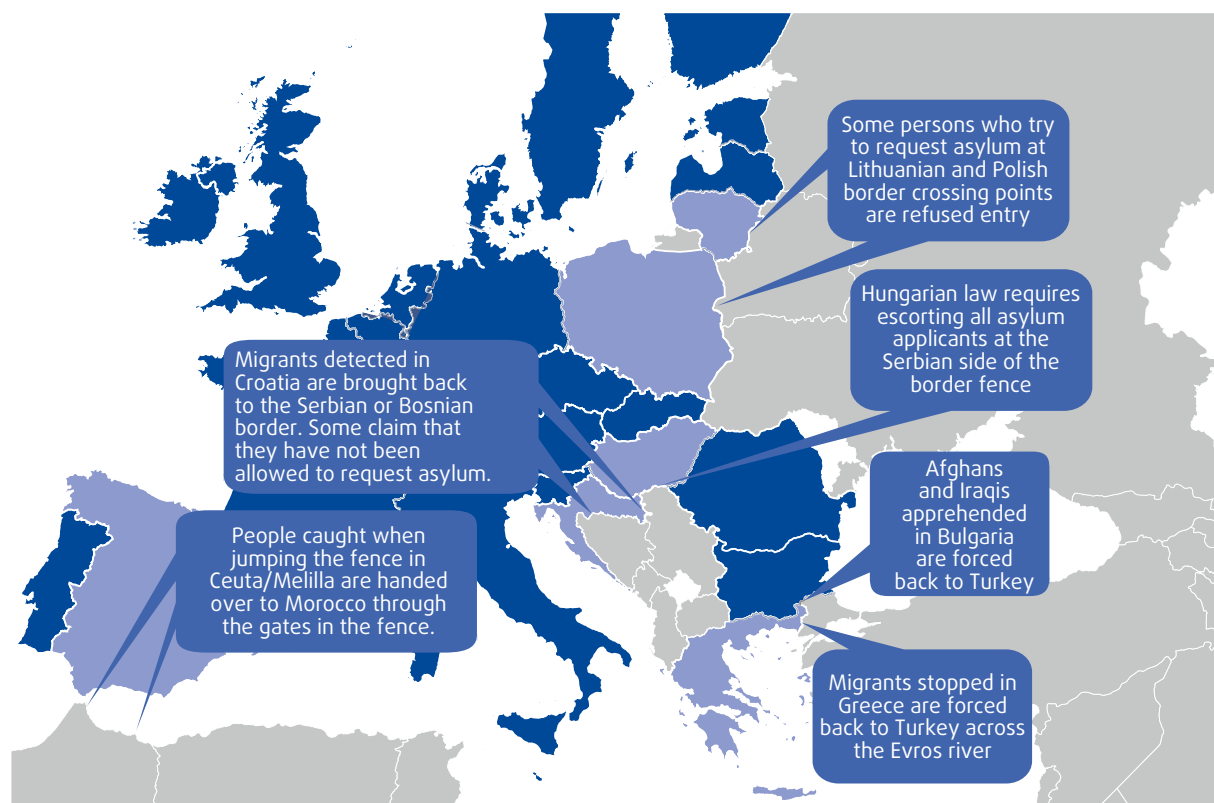 Some persons who try
to request asylum at
Lithuanian and Polish
border crossing points
are refused entry
Hungarian law requires
escorting all asylum
applicants at the
Serbian side of the
border fence
Migrants detected in
Croatia are brought back
to the Serbian or Bosnian
border. Some claim that
they have not been
allowed to request asylum.
Afghans
and Iraqis
apprehended
in Bulgaria
are forced
back to Turkey
People caught when
jumping the fence in
Ceuta/Melilla are handed
over to Morocco through
the gates in the fence.
Migrants stopped in
Greece are forced
back to Turkey across
the Evros river